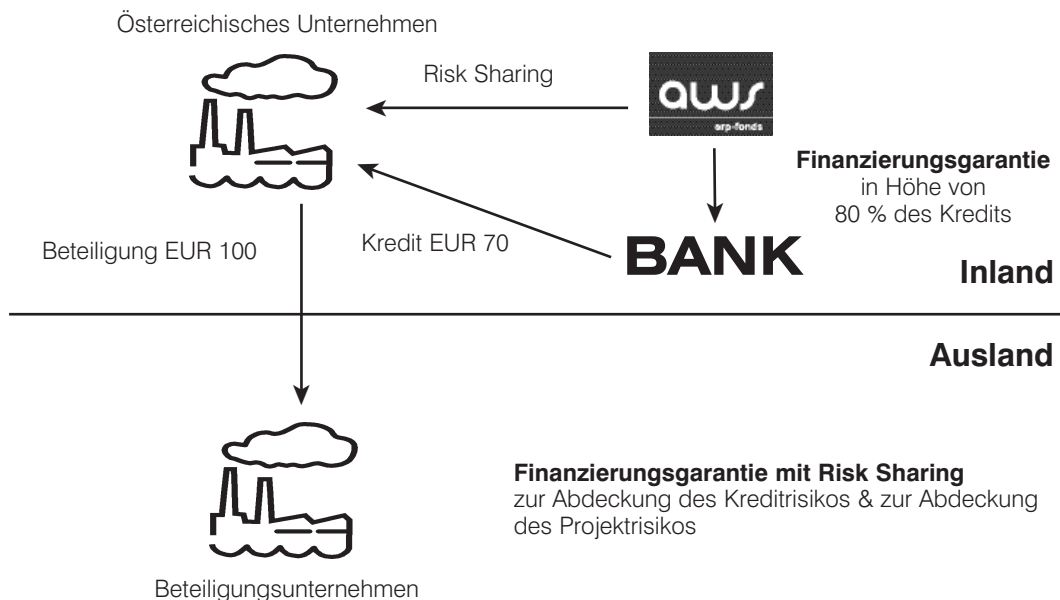 Österreichisches Unternehmen
Risk Sharing
aws
erp-fonds
Finanzierungsgarantie
in Höhe von
80 % des Kredits
Beteiligung EUR 100
Kredit EUR 70
BANK
Inland
Ausland
Finanzierungsgarantie mit Risk Sharing
zur Abdeckung des Kreditrisikos & zur Abdeckung
des Projektrisikos
Beteiligungsunternehmen